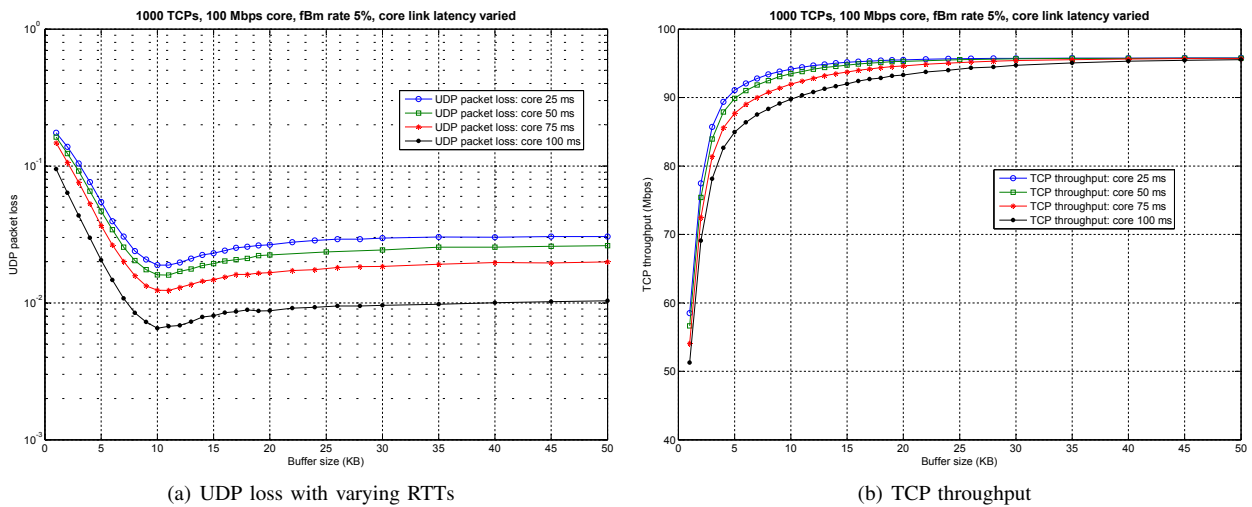 1000 TCPs, 100 Mbps core, fBm rate 5%, core link latency varied
10^0
10^-1
10^-2
10^-3
UDP packet loss
UDP packet loss: core 25 ms
UDP packet loss: core 50 ms
UDP packet loss: core 75 ms
UDP packet loss: core 100 ms
0 5 10 15 20 25 30 35 40 45 50
Buffer size (KB)
(a) UDP loss with varying RTTs
1000 TCPs, 100 Mbps core, fBm rate 5%, core link latency varied
100
90
80
70
60
50
40
TCP throughput (Mbps)
TCP throughput: core 25 ms
TCP throughput: core 50 ms
TCP throughput: core 75 ms
TCP throughput: core 100 ms
0 5 10 15 20 25 30 35 40 45 50
Buffer size (KB)
(b) TCP throughput